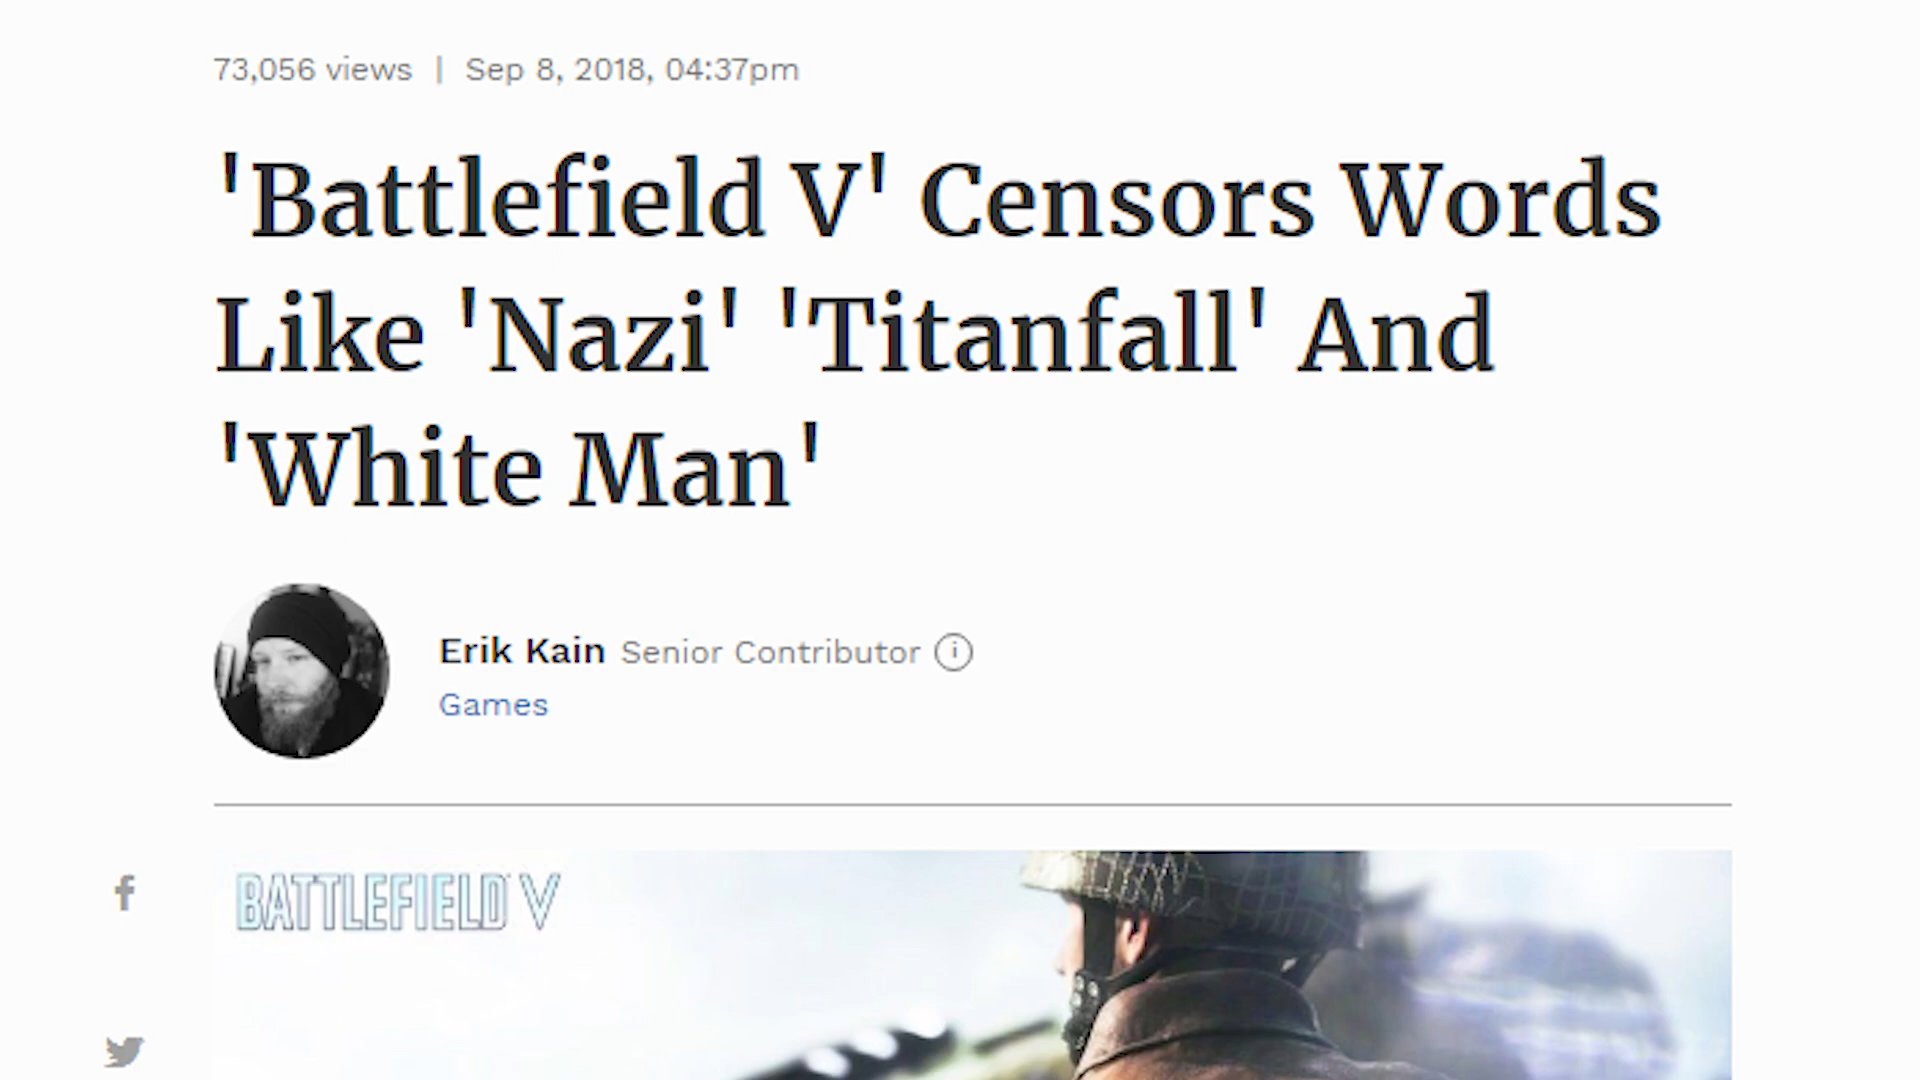 73,056 views | Sep 8, 2018, 04:37pm
'Battlefield V' Censors Words
Like 'Nazi' 'Titanfall' And
'White Man'
Erik Kain Senior Contributor i
Games
f
BATTLEFIELD V